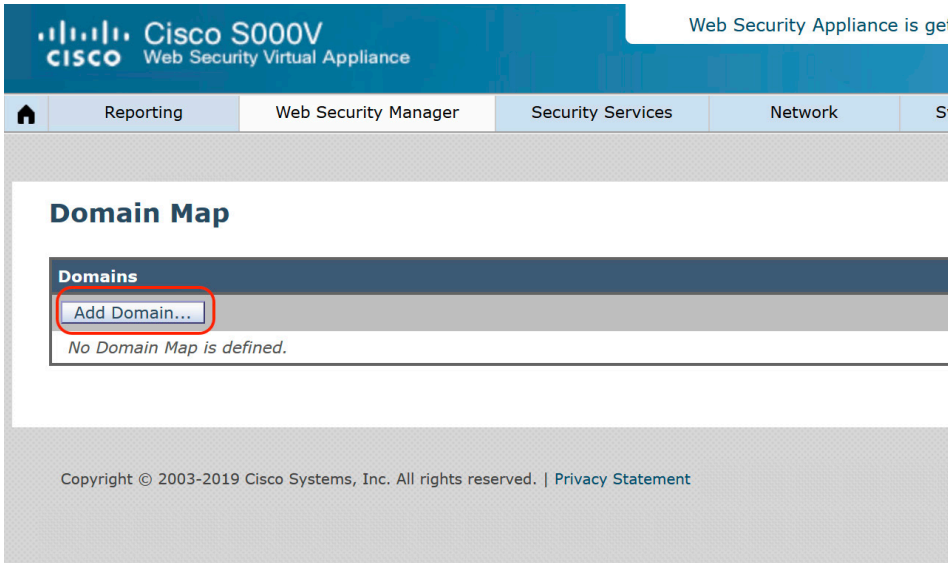 Cisco S000V
Web Security Appliance is
CISCO Web Security Virtual Appliance
Reporting Web Security Manager Security Services Network
Domain Map
Domains
Add Domain...
No Domain Map is defined.
Copyright © 2003-2019 Cisco Systems, Inc. All rights reserved. | Privacy Statement